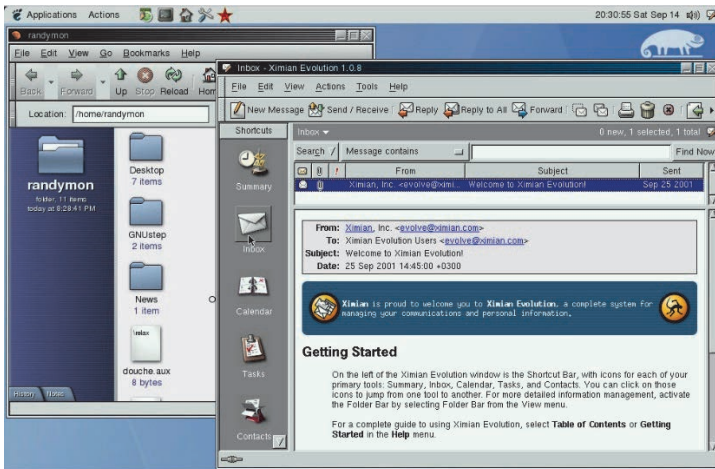 Applications Actions 20:30:55 Sat Sep 14
randymon
File Edit View Go Bookmarks Help
Back Forward Up Stop Reload Hom
Location: /home/randymon
randymon
folder, 11 items
today at 8:28:41 PM
Desktop
7 items
GNUstep
2 items
News
1 item
\relax
douche.aux
8 bytes
History Notes
Inbox - Ximian Evolution 1.0.8
File Edit View Actions Tools Help
New Message Send / Receive Reply Reply to All Forward
Shortcuts
Summary
Inbox
Calendar
Tasks
Contacts
Inbox 0 new, 1 selected, 1 total
Search Message contains Find Now
! From Subject Sent
Ximian, Inc. <evolve@ximi... Welcome to Ximian Evolution! Sep 25 2001
From: Ximian, Inc. <evolve@ximian.com>
To: Ximian Evolution Users <evolve@ximian.com>
Subject: Welcome to Ximian Evolution!
Date: 25 Sep 2001 14:45:00 +0300
Ximian is proud to welcome you to Ximian Evolution, a complete system for
managing your communications and personal information.
Getting Started
On the left of the Ximian Evolution window is the Shortcut Bar, with icons for each of your
primary tools: Summary, Inbox, Calendar, Tasks, and Contacts. You can click on those
icons to jump from one tool to another. For more detailed information management, activate
the Folder Bar by selecting Folder Bar from the View menu.
For a complete guide to using Ximian Evolution, select Table of Contents or Getting
Started in the Help menu.